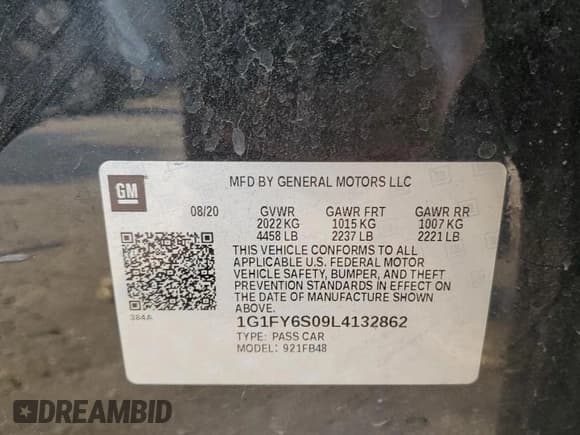 GM
MFD BY GENERAL MOTORS LLC
08/20 GVWR GAWR FRT GAWR RR
2022 KG 1015 KG 1007 KG
4458 LB 2237 LB 2221 LB
THIS VEHICLE CONFORMS TO ALL
APPLICABLE U.S. FEDERAL MOTOR
VEHICLE SAFETY, BUMPER, AND THEFT
PREVENTION STANDARDS IN EFFECT ON
THE DATE OF MANUFACTURE SHOWN
ABOVE.
384A
1G1FY6S09L4132862
TYPE: PASS CAR
MODEL: 921FB48
DREAMBID